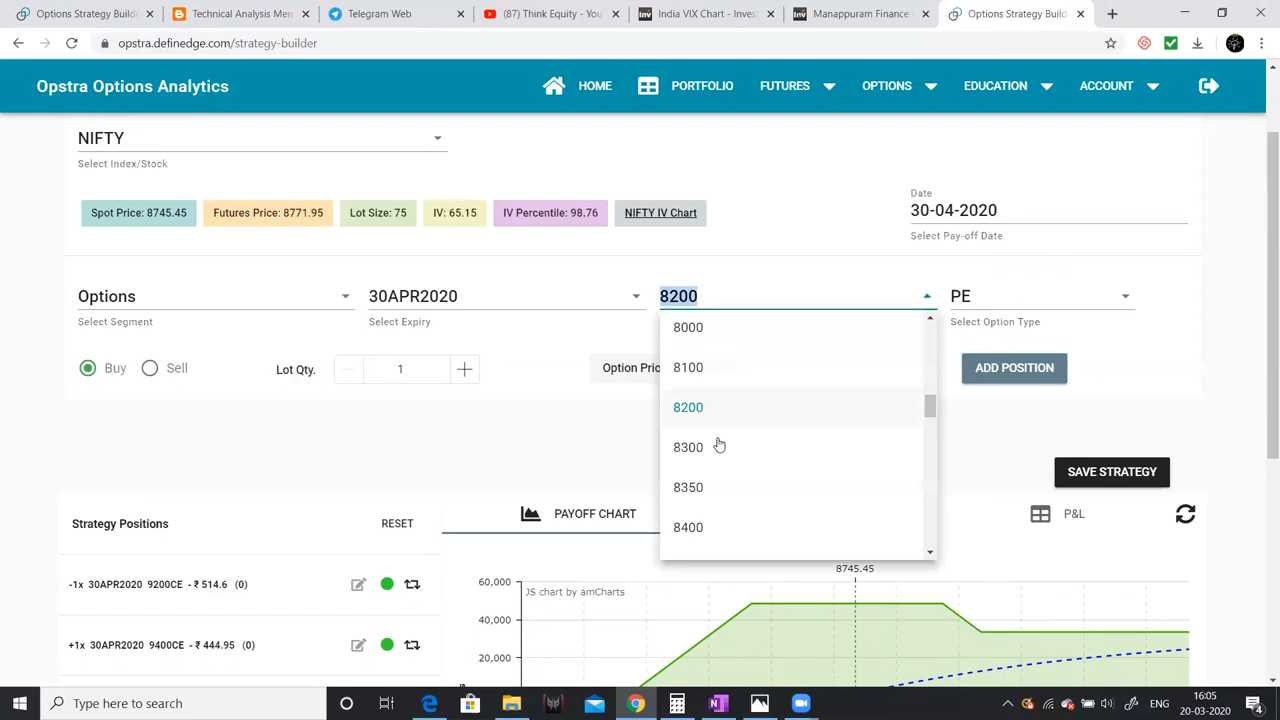 Options Strategy Builde
Technical Analysis Men
Telegram Web
(87) Think Equity - You
India VIX Chart - Invest
Manappuram Finance
Options Strategy Builde
opstra.definedge.com/strategy-builder
Opstra Options Analytics
HOME
PORTFOLIO
FUTURES
OPTIONS
EDUCATION
ACCOUNT
NIFTY
Select Index/Stock
Spot Price: 8745.45
Futures Price: 8771.95
Lot Size: 75
IV: 65.15
IV Percentile: 98.76
NIFTY IV Chart
Date
30-04-2020
Select Pay-off Date
Options
Select Segment
30APR2020
Select Expiry
8200
PE
Select Option Type
8000
8100
8200
8300
8350
8400
Buy
Sell
Lot Qty.
1
Option Pric
ADD POSITION
SAVE STRATEGY
Strategy Positions
RESET
PAYOFF CHART
P&L
-1x 30APR2020 9200CE - ₹ 514.6 (0)
+1x 30APR2020 9400CE - ₹ 444.95 (0)
8745.45
60,000
JS chart by amCharts
40,000
20,000
Type here to search
ENG
16:05
20-03-2020
4